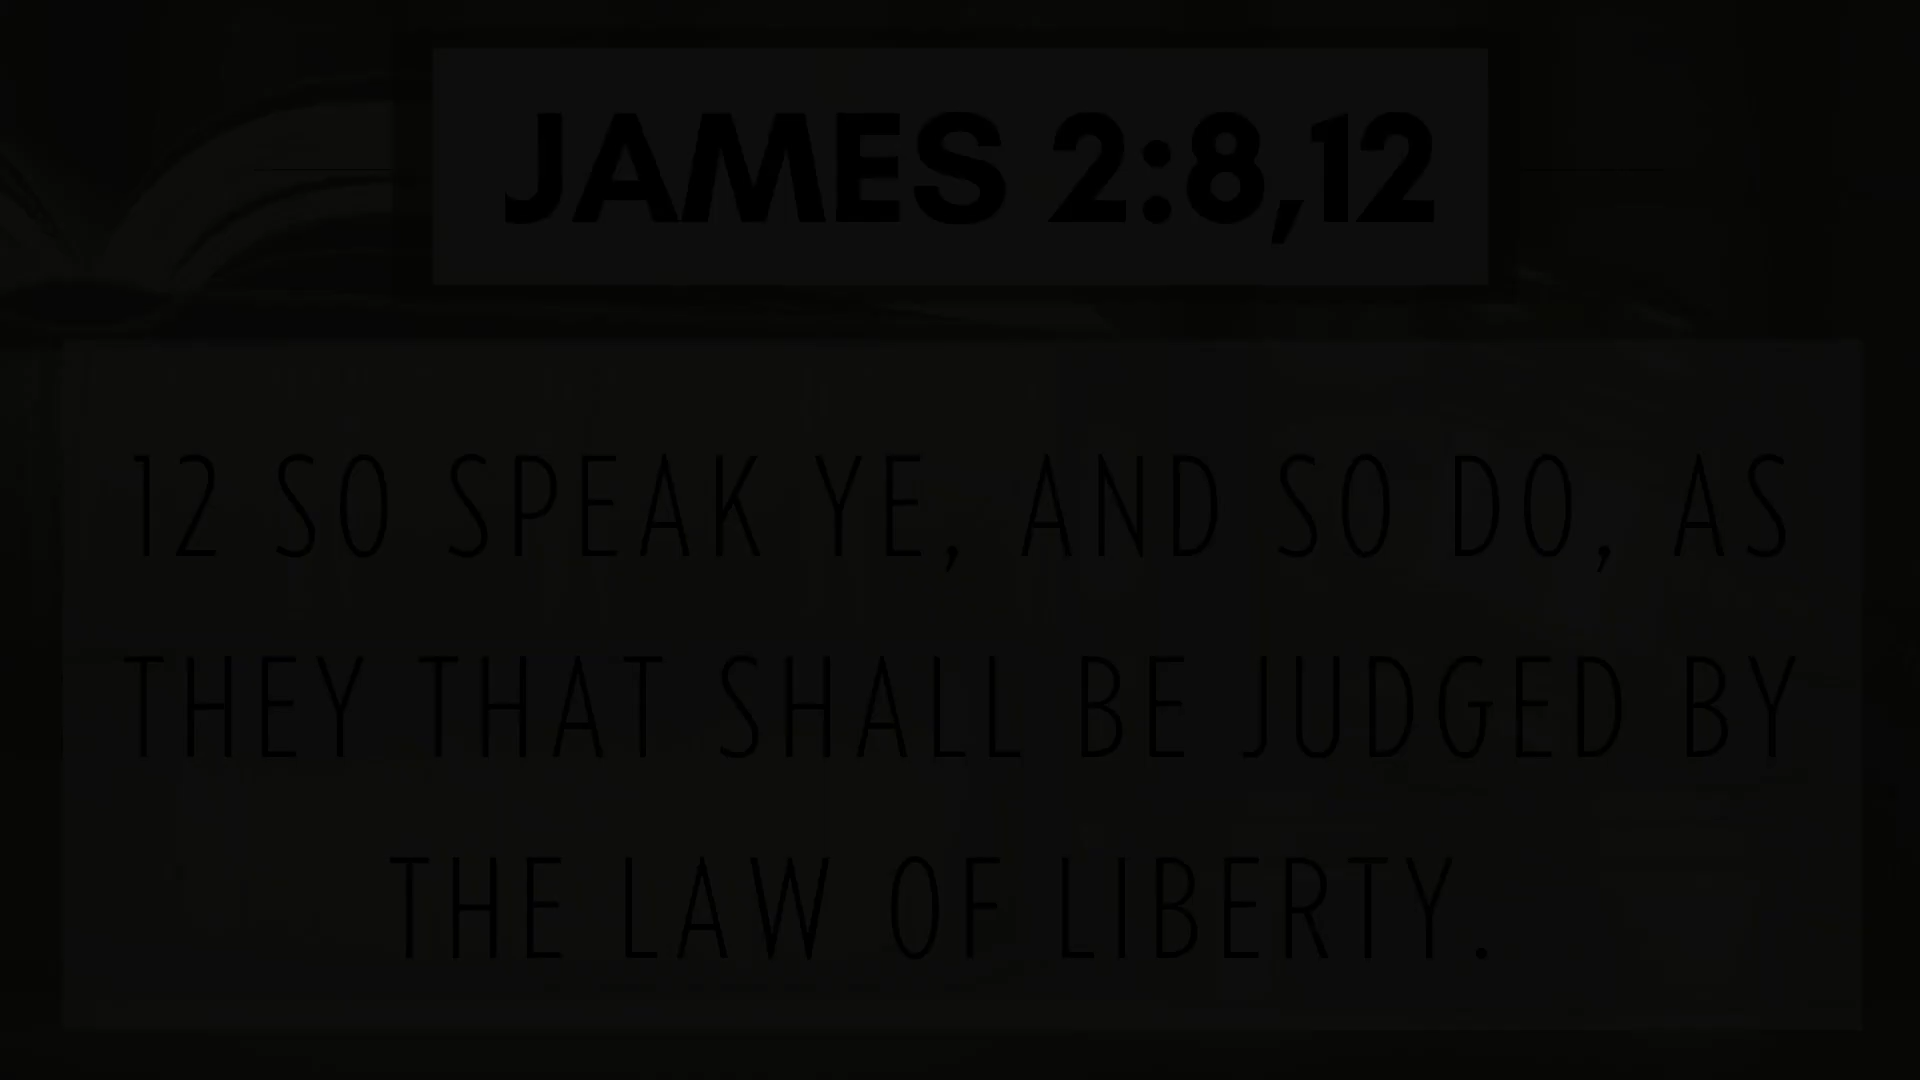 JAMES 2:8,12
12 SO SPEAK YE, AND SO DO, AS
THEY THAT SHALL BE JUDGED BY
THE LAW OF LIBERTY.